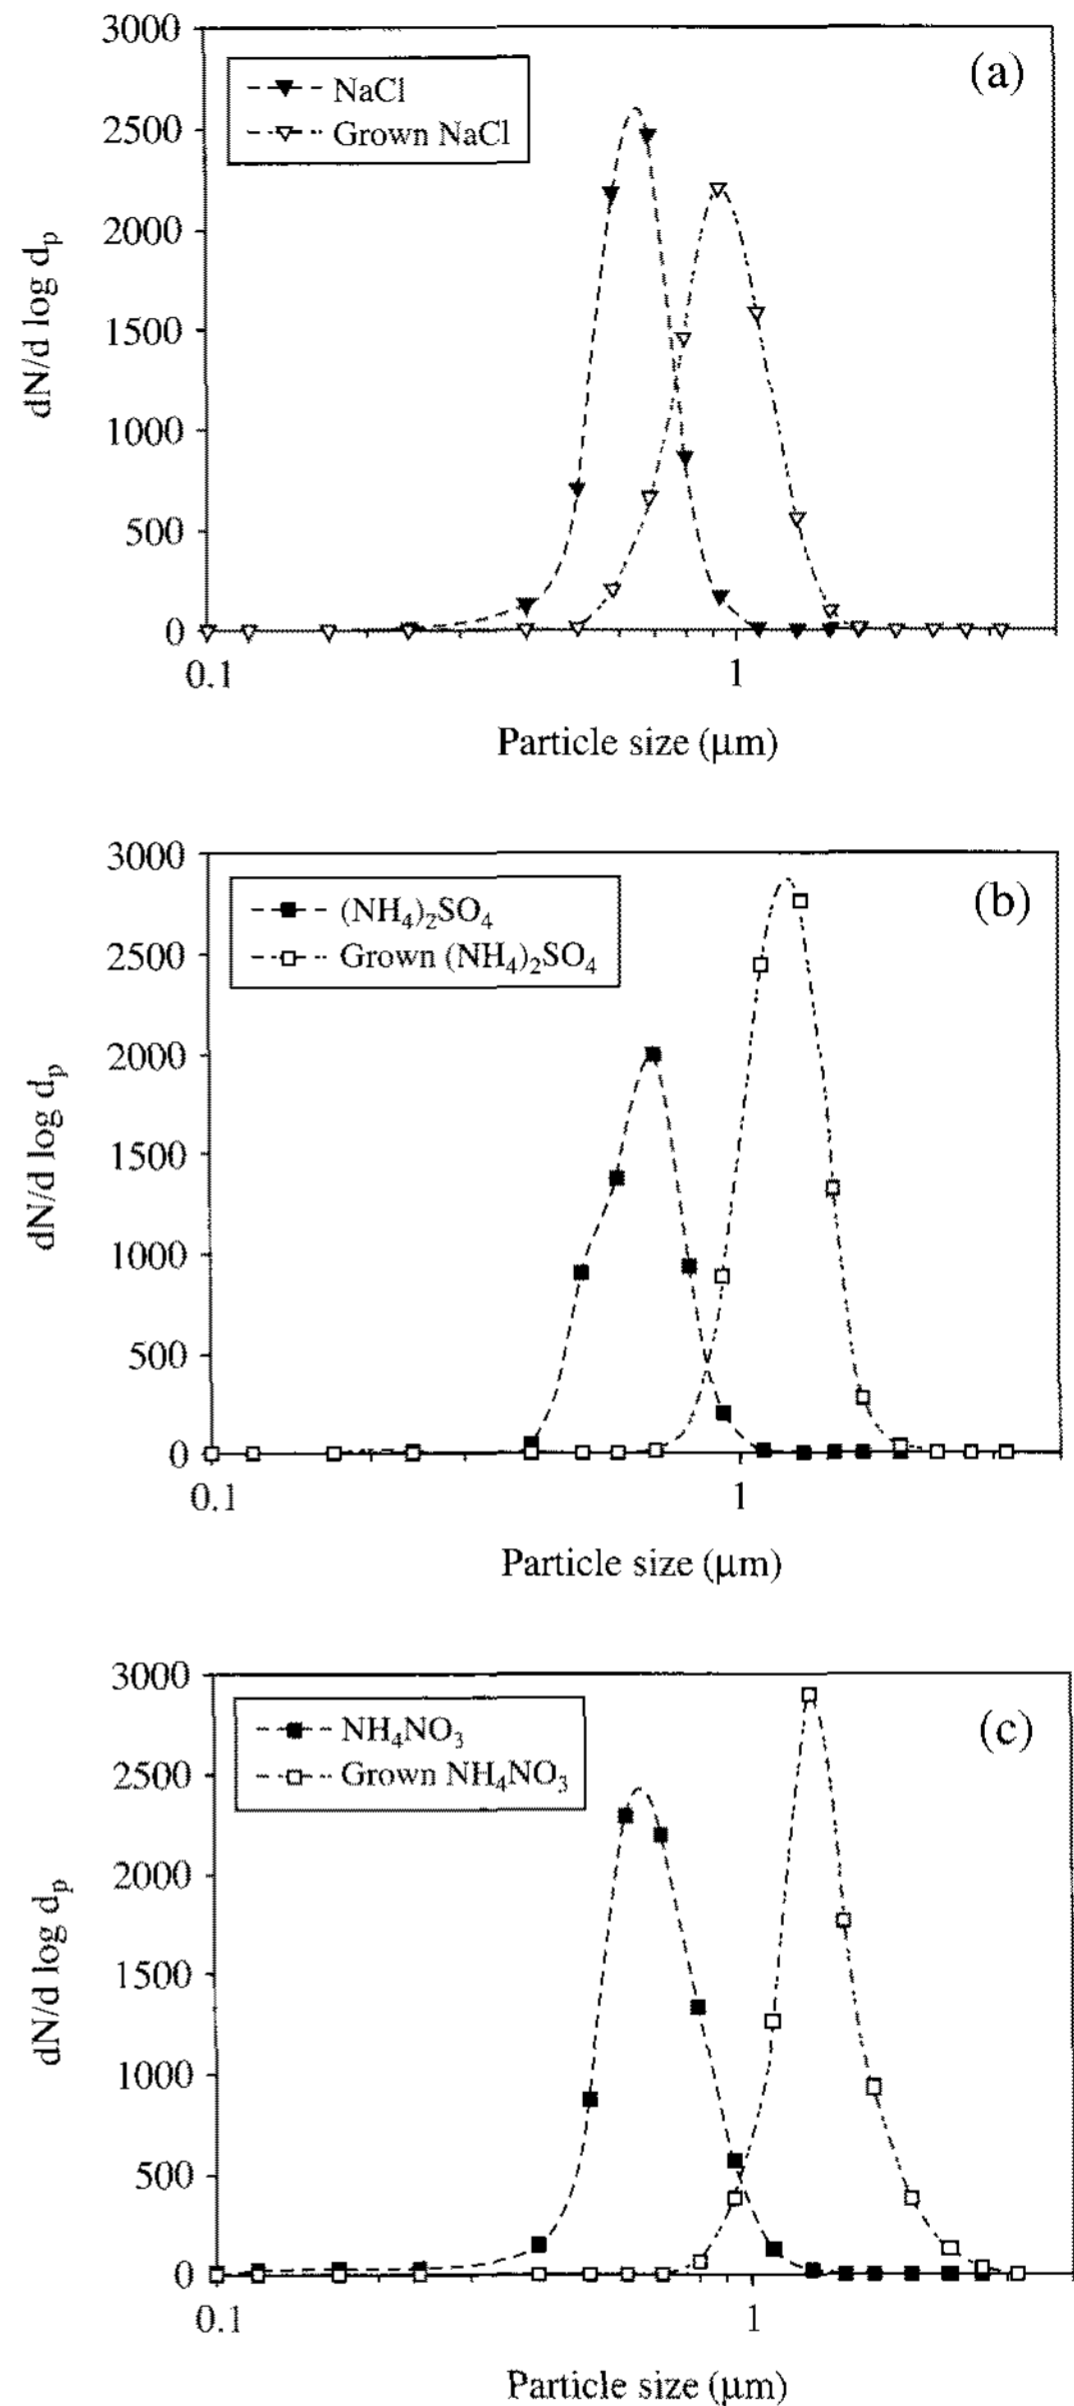 3000
(a)
NaCl
Grown NaCl
2500
2000
1500
1000
500
0
dN/d log dₚ
0.1
1
Particle size (μm)
3000
(b)
(NH₄)₂SO₄
Grown (NH₄)₂SO₄
2500
2000
1500
1000
500
0
dN/d log dₚ
0.1
1
Particle size (μm)
3000
(c)
NH₄NO₃
Grown NH₄NO₃
2500
2000
1500
1000
500
0
dN/d log dₚ
0.1
1
Particle size (μm)